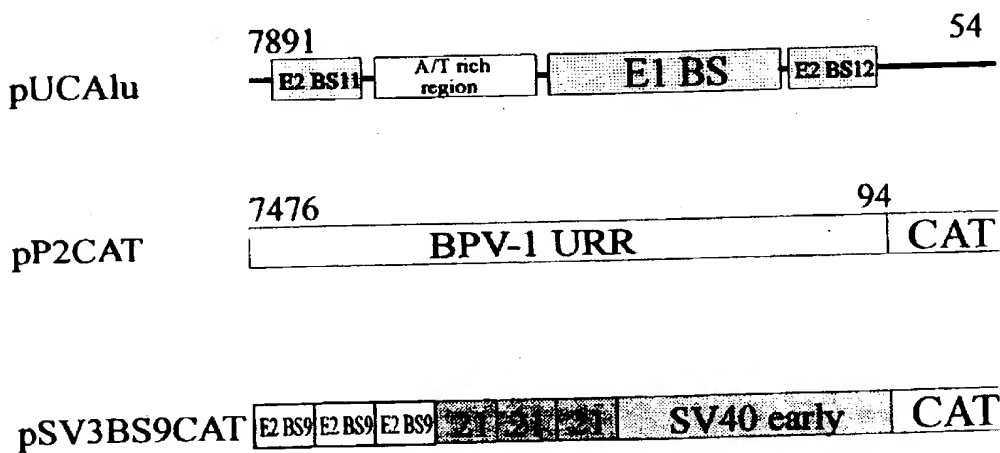 7891 54
pUCAlu E2 BS11 A/T rich region E1 BS E2 BS12
7476 94
pP2CAT BPV-1 URR CAT
pSV3BS9CAT E2 BS9 E2 BS9 E2 BS9 21 21 21 SV40 early CAT